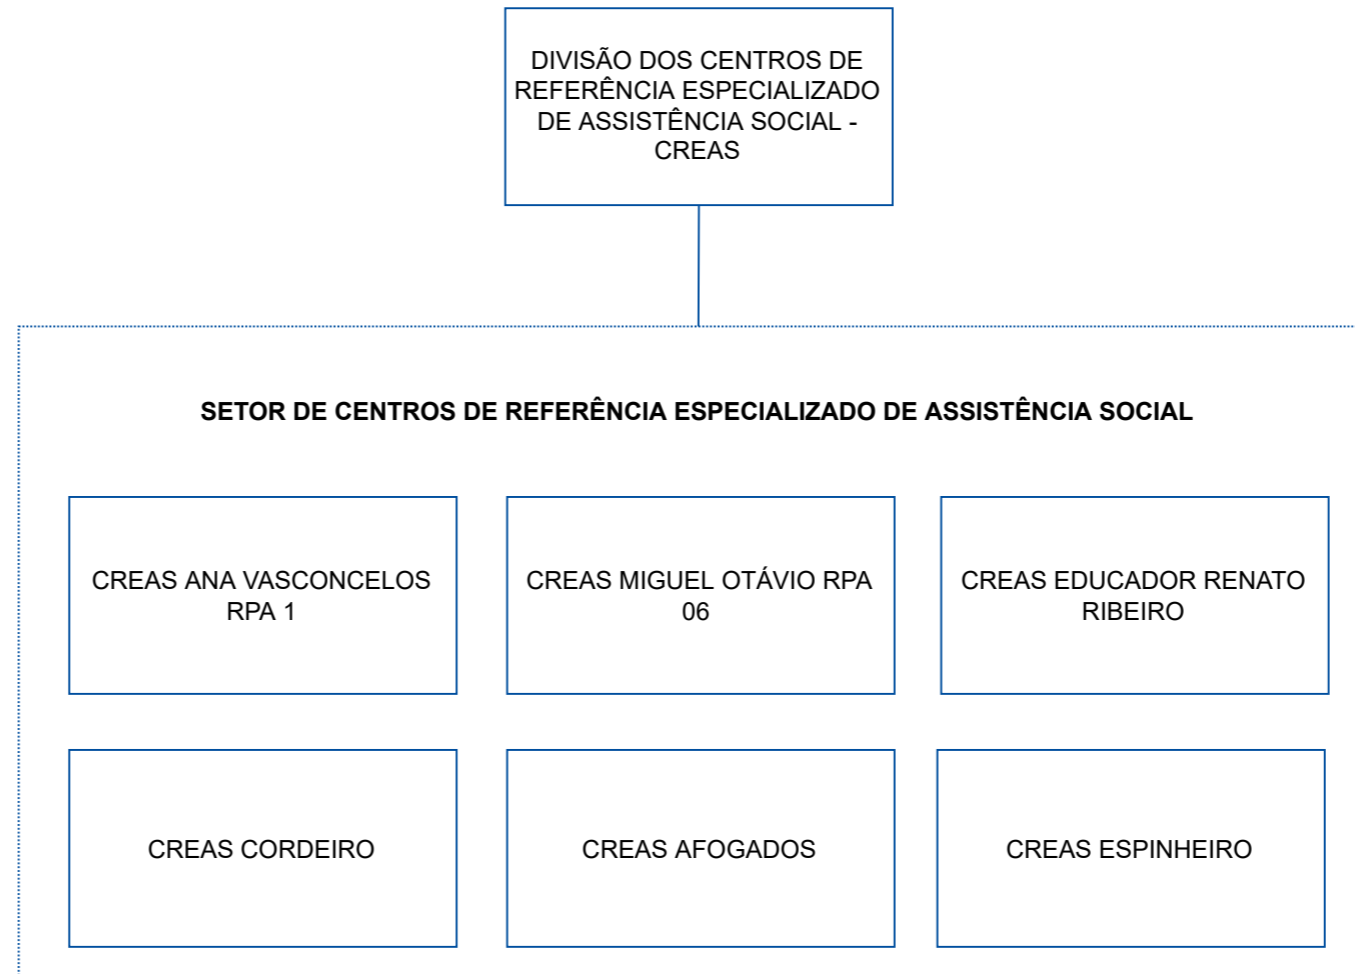 DIVISÃO DOS CENTROS DE
REFERÊNCIA ESPECIALIZADO
DE ASSISTÊNCIA SOCIAL -
CREAS
SETOR DE CENTROS DE REFERÊNCIA ESPECIALIZADO DE ASSISTÊNCIA SOCIAL
CREAS ANA VASCONCELOS
RPA 1
CREAS MIGUEL OTÁVIO RPA
06
CREAS EDUCADOR RENATO
RIBEIRO
CREAS CORDEIRO
CREAS AFOGADOS
CREAS ESPINHEIRO